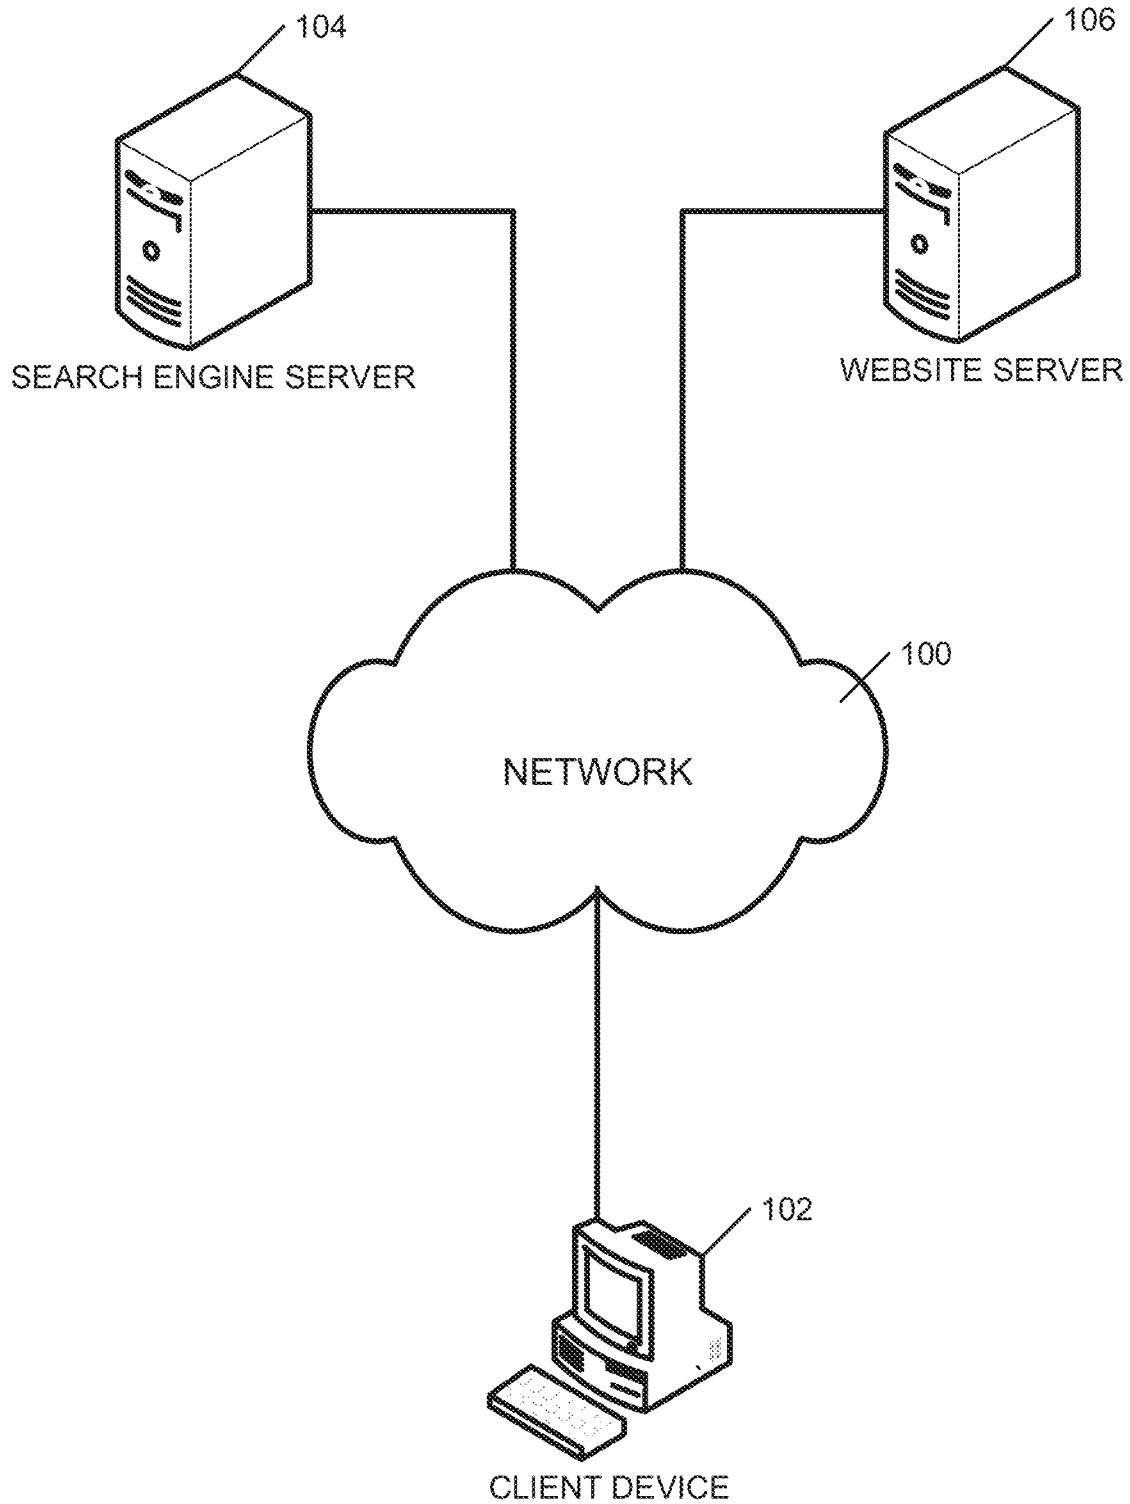 104
106
SEARCH ENGINE SERVER
WEBSITE SERVER
100
NETWORK
102
CLIENT DEVICE